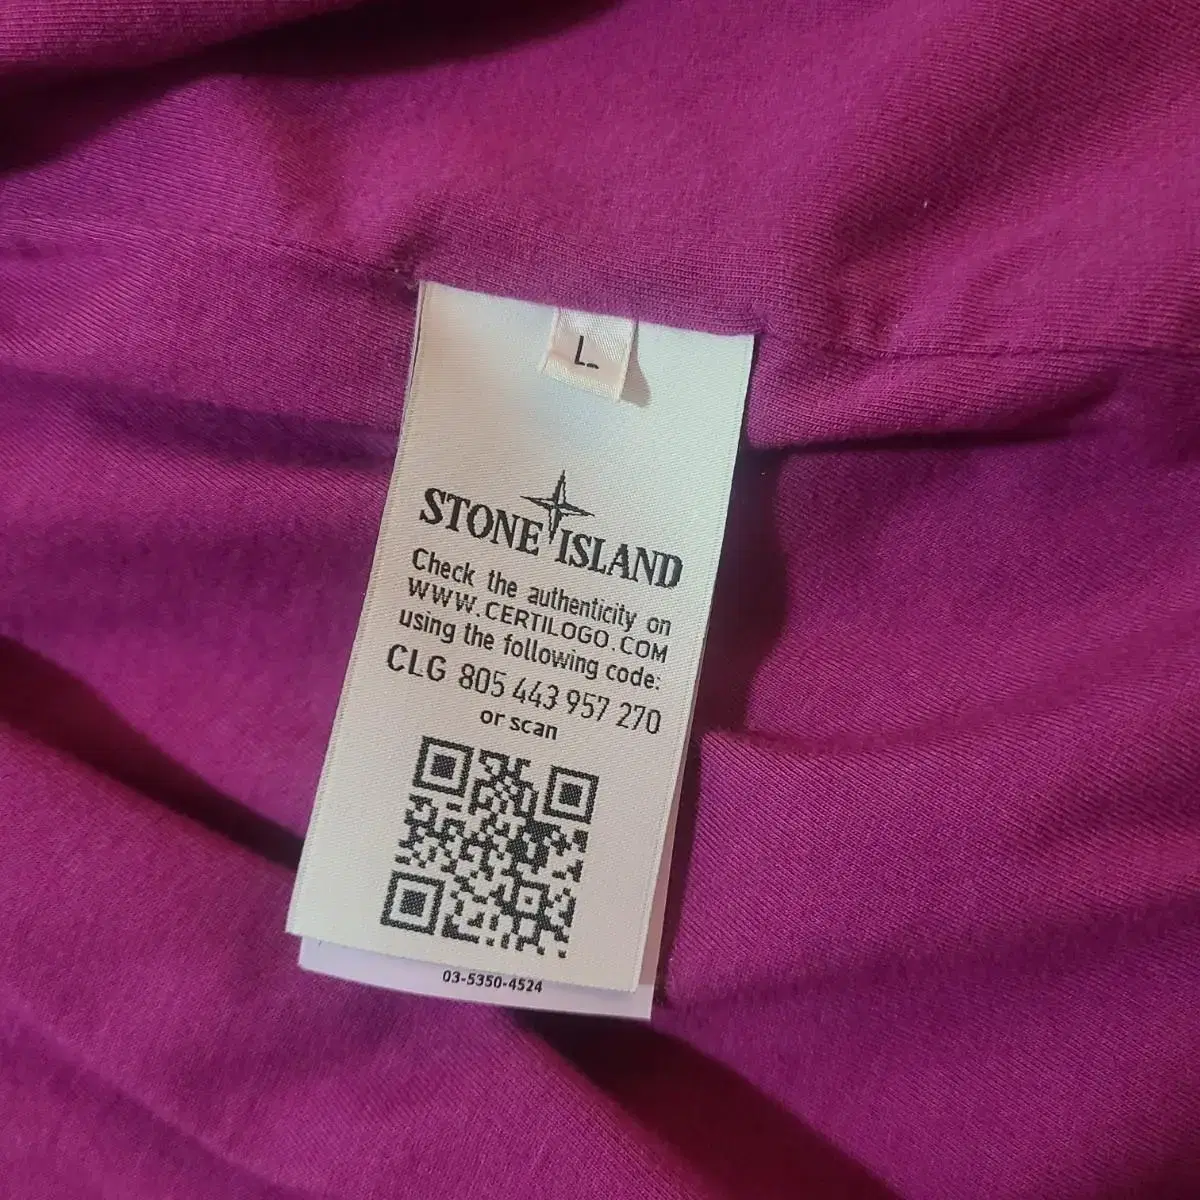 L
STONE ISLAND
Check the authenticity on
WWW.CERTILOGO.COM
using the following code:
CLG 805 443 957 270
or scan
03-5350-4524